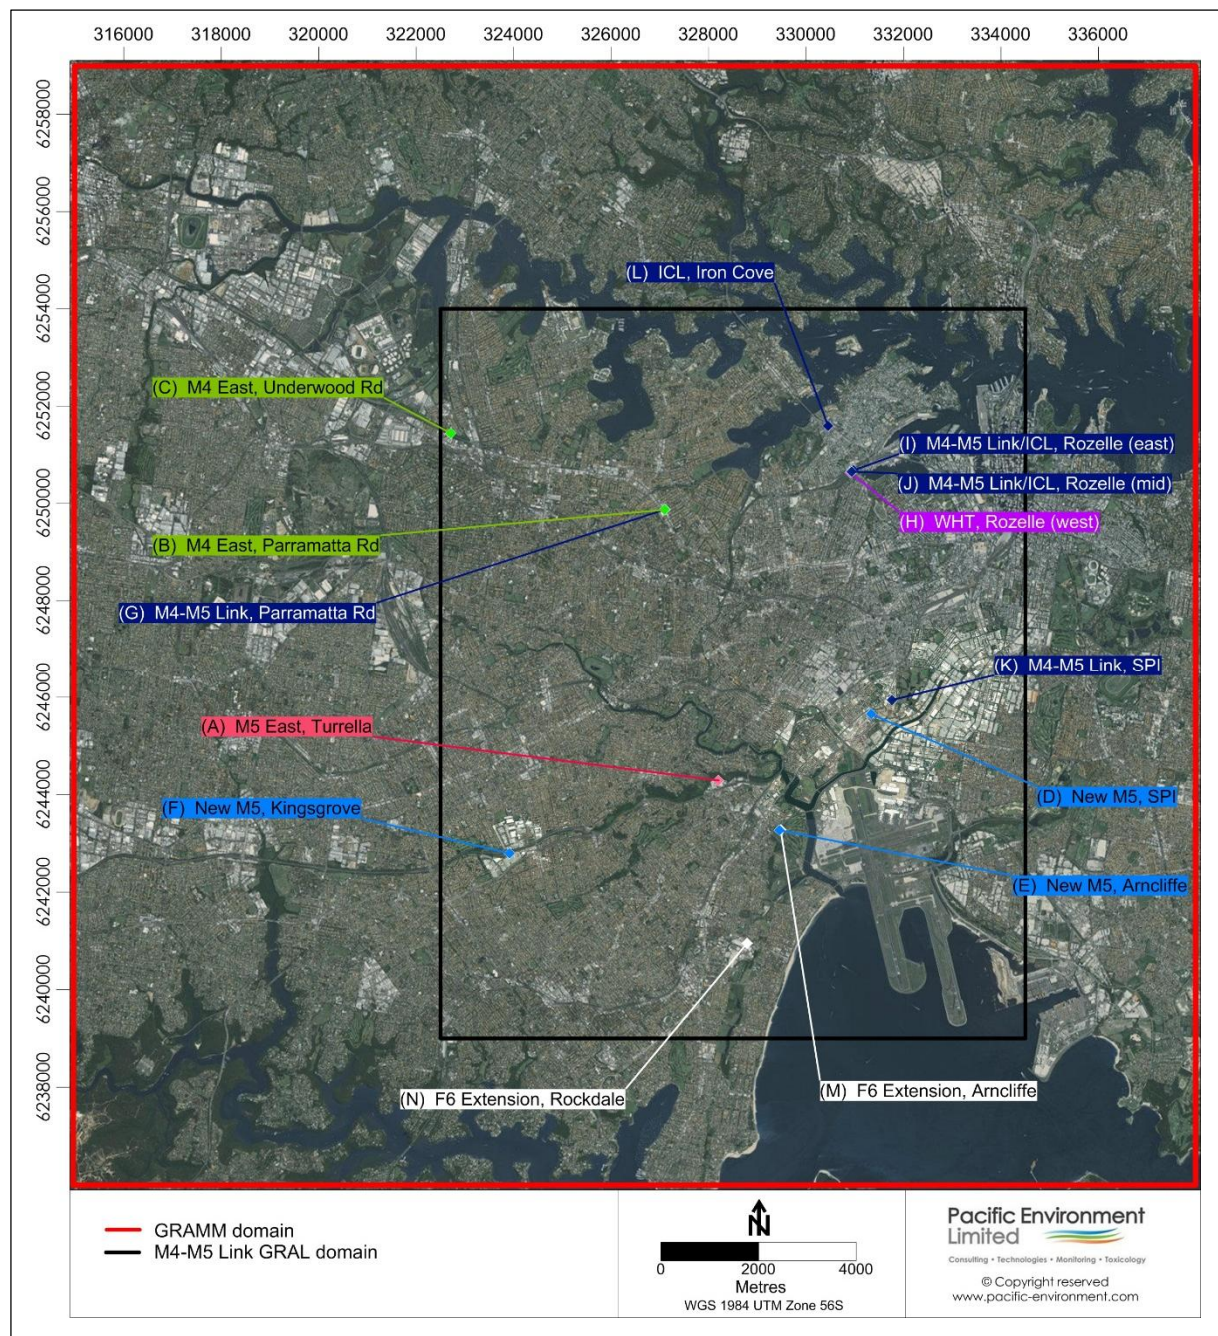 316000 318000 320000 322000 324000 326000 328000 330000 332000 334000 336000
6258000
6256000
6254000
6252000
6250000
6248000
6246000
6244000
6242000
6240000
6238000
(L) ICL, Iron Cove
(C) M4 East, Underwood Rd
(I) M4-M5 Link/ICL, Rozelle (east)
(J) M4-M5 Link/ICL, Rozelle (mid)
(H) WHT, Rozelle (west)
(B) M4 East, Parramatta Rd
(G) M4-M5 Link, Parramatta Rd
(K) M4-M5 Link, SPI
(A) M5 East, Turrella
(D) New M5, SPI
(F) New M5, Kingsgrove
(E) New M5, Arncliffe
(M) F6 Extension, Arncliffe
(N) F6 Extension, Rockdale
GRAMM domain
M4-M5 Link GRAL domain
N
0 2000 4000
Metres
WGS 1984 UTM Zone 56S
Pacific Environment
Limited
Consulting • Technologies • Monitoring • Toxicology
© Copyright reserved
www.pacific-environment.com